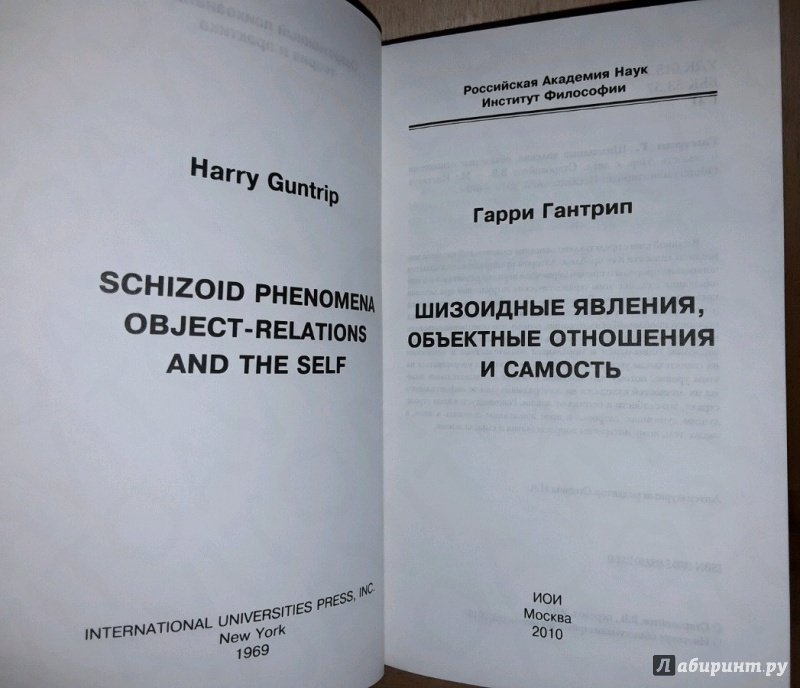 Harry Guntrip
SCHIZOID PHENOMENA
OBJECT-RELATIONS
AND THE SELF
INTERNATIONAL UNIVERSITIES PRESS, INC.
New York
1969
Российская Академия Наук
Институт Философии
Гарри Гантрип
ШИЗОИДНЫЕ ЯВЛЕНИЯ,
ОБЪЕКТНЫЕ ОТНОШЕНИЯ
И САМОСТЬ
ИОИ
Москва
2010
Лабиринт.ру